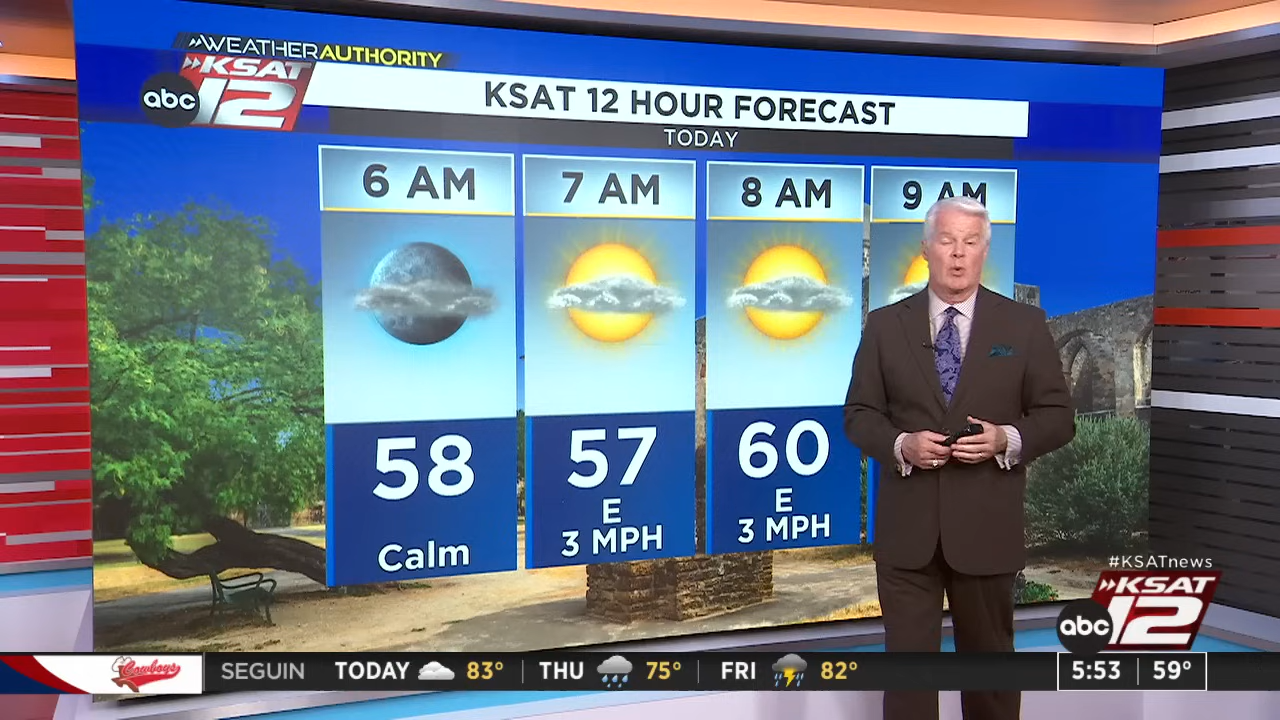 WEATHERAUTHORITY
KSAT
abc 12
KSAT 12 HOUR FORECAST
TODAY
6 AM
7 AM
8 AM
9 AM
58
57
60
Calm
E
3 MPH
E
3 MPH
#KSATnews
KSAT
abc 12
Cowboys
SEGUIN TODAY 83° THU 75° FRI 82°
5:53 59°